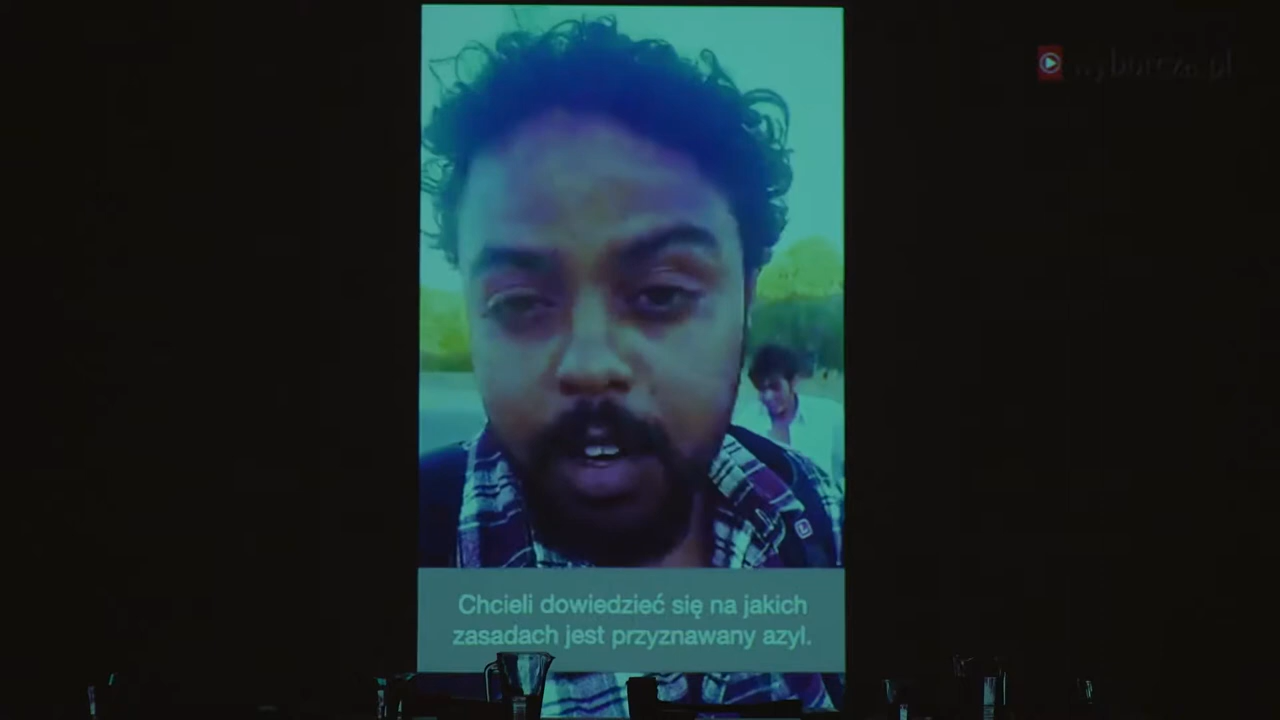 wyborcza.pl
Chcieli dowiedzieć się na jakich
zasadach jest przyznawany azyl.